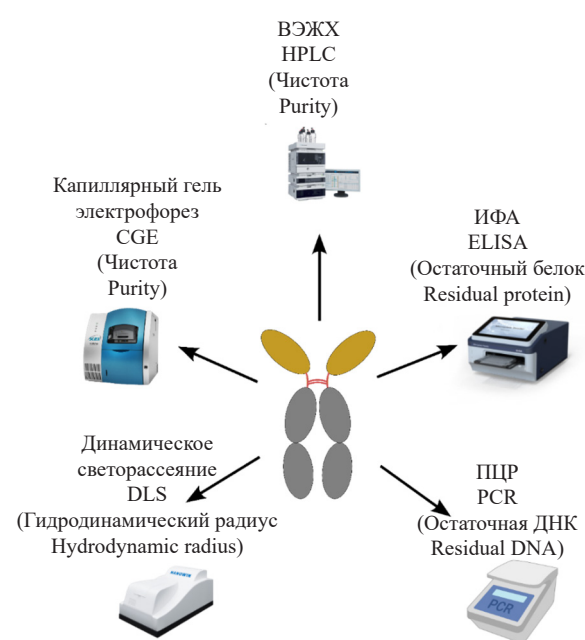 ВЭЖХ
HPLC
(Чистота
Purity)
Капиллярный гель
электрофорез
CGE
(Чистота
Purity)
ИФА
ELISA
(Остаточный белок
Residual protein)
Динамическое
светорассеяние
DLS
(Гидродинамический радиус
Hydrodynamic radius)
ПЦР
PCR
(Остаточная ДНК
Residual DNA)
PCR